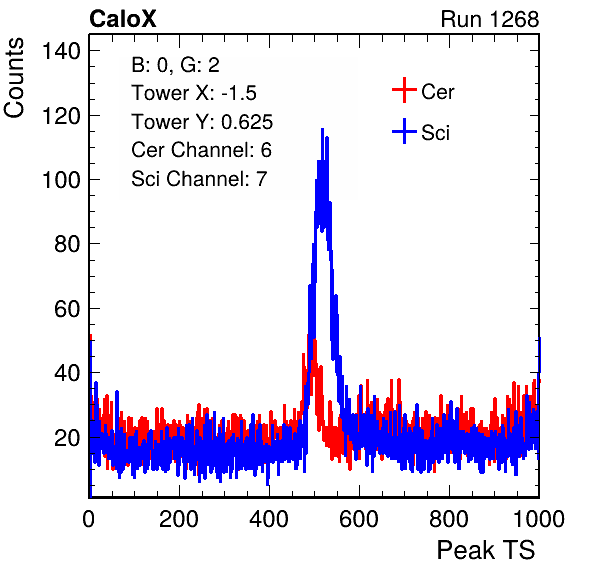 CaloX Run 1268
Counts
B: 0, G: 2
Tower X: -1.5
Tower Y: 0.625
Cer Channel: 6
Sci Channel: 7
Cer
Sci
140
120
100
80
60
40
20
0 200 400 600 800 1000
Peak TS